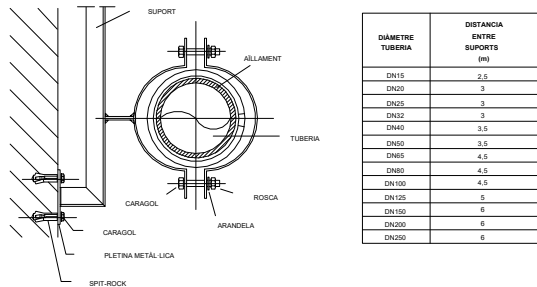 SUPORT
AÏLLAMENT
TUBERIA
CARAGOL
ROSCA
ARANDELA
CARAGOL
PLETINA METÀL·LICA
SPIT-ROCK
DIÀMETRE TUBERIA
DISTANCIA ENTRE SUPORTS (m)
DN15 2,5
DN20 3
DN25 3
DN32 3
DN40 3,5
DN50 3,5
DN65 4,5
DN80 4,5
DN100 4,5
DN125 5
DN150 6
DN200 6
DN250 6